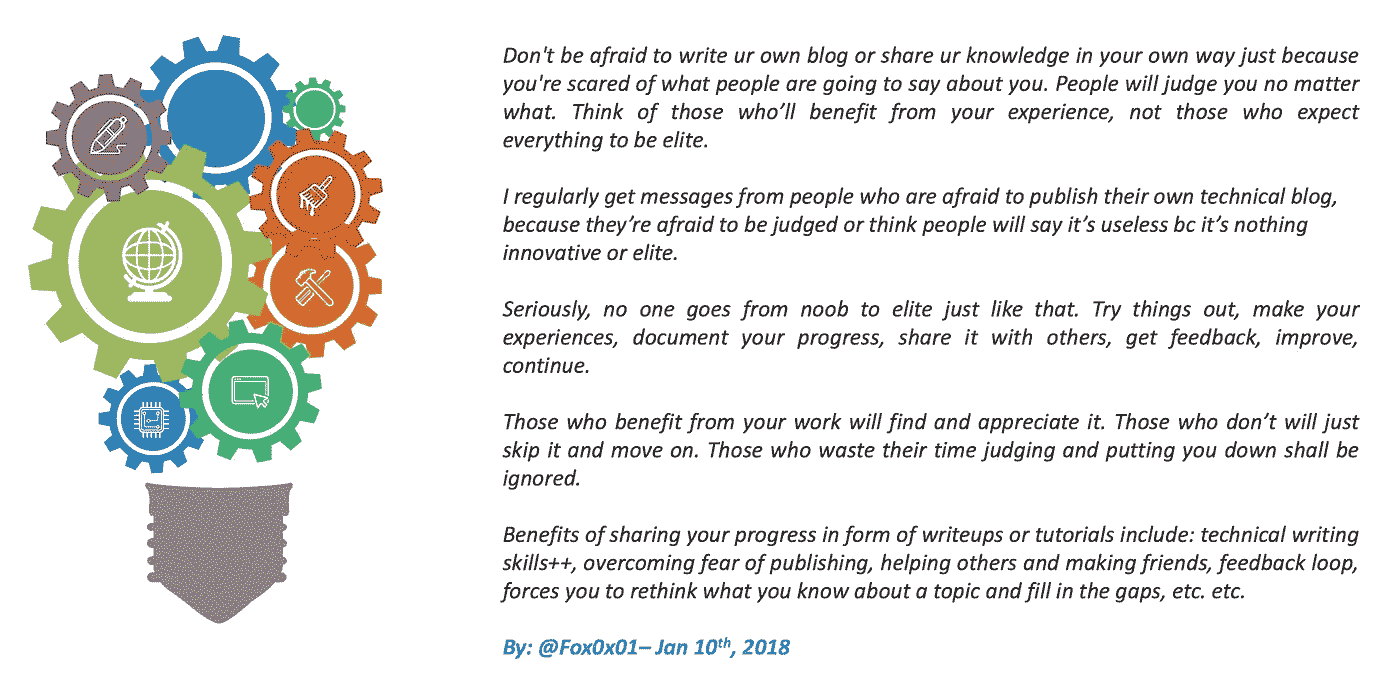 Don't be afraid to write ur own blog or share ur knowledge in your own way just because
you're scared of what people are going to say about you. People will judge you no matter
what. Think of those who’ll benefit from your experience, not those who expect
everything to be elite.
I regularly get messages from people who are afraid to publish their own technical blog,
because they’re afraid to be judged or think people will say it’s useless bc it’s nothing
innovative or elite.
Seriously, no one goes from noob to elite just like that. Try things out, make your
experiences, document your progress, share it with others, get feedback, improve,
continue.
Those who benefit from your work will find and appreciate it. Those who don’t will just
skip it and move on. Those who waste their time judging and putting you down shall be
ignored.
Benefits of sharing your progress in form of writeups or tutorials include: technical writing
skills++, overcoming fear of publishing, helping others and making friends, feedback loop,
forces you to rethink what you know about a topic and fill in the gaps, etc. etc.
By: @Fox0x01– Jan 10th, 2018